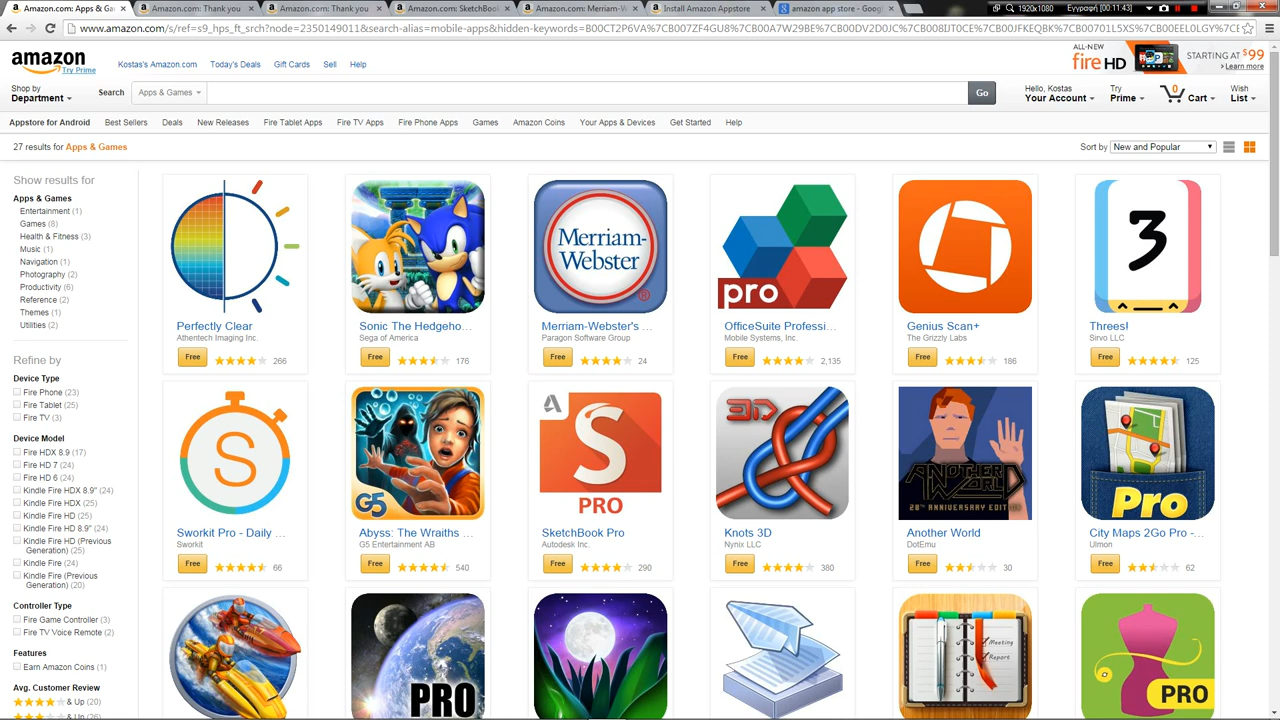 Amazon.com: Apps & Ga
Amazon.com: Thank you
Amazon.com: Thank you
Amazon.com: SketchBook
Amazon.com: Merriam-W
Install Amazon Appstore
amazon app store - Goog
1920x1080
Εγγραφή [00:11:43]
www.amazon.com/s/ref=s9_hps_ft_srch?node=2350149011&search-alias=mobile-apps&hidden-keywords=
amazon
Try Prime
Kostas's Amazon.com
Today's Deals
Gift Cards
Sell
Help
ALL-NEW
fire HD
STARTING AT $99
› Learn more
Shop by
Department
Search
Apps & Games
Go
Hello, Kostas
Your Account
Try
Prime
0
Cart
Wish
List
Appstore for Android
Best Sellers
Deals
New Releases
Fire Tablet Apps
Fire TV Apps
Fire Phone Apps
Games
Amazon Coins
Your Apps & Devices
Get Started
Help
27 results for Apps & Games
Sort by New and Popular
Show results for
Apps & Games
Entertainment (1)
Games (8)
Health & Fitness (3)
Music (1)
Navigation (1)
Photography (2)
Productivity (6)
Reference (2)
Themes (1)
Utilities (2)
Refine by
Device Type
Fire Phone (23)
Fire Tablet (25)
Fire TV (3)
Device Model
Fire HDX 8.9 (17)
Fire HD 7 (24)
Fire HD 6 (24)
Kindle Fire HDX 8.9" (24)
Kindle Fire HDX (25)
Kindle Fire HD (25)
Kindle Fire HD 8.9" (24)
Kindle Fire HD (Previous
Generation) (25)
Kindle Fire (24)
Kindle Fire (Previous
Generation) (20)
Controller Type
Fire Game Controller (3)
Fire TV Voice Remote (2)
Features
Earn Amazon Coins (1)
Avg. Customer Review
& Up (20)
& Up (26)
Perfectly Clear
Athentech Imaging Inc.
Free
266
Sonic The Hedgeho...
Sega of America
Free
176
Merriam-
Webster
®
Merriam-Webster's ...
Paragon Software Group
Free
24
pro
OfficeSuite Professi...
Mobile Systems, Inc.
Free
2,135
Genius Scan+
The Grizzly Labs
Free
186
3
Threes!
Sirvo LLC
Free
125
S
Sworkit Pro - Daily ...
Sworkit
Free
66
G5
Abyss: The Wraiths ...
G5 Entertainment AB
Free
540
A
S
PRO
SketchBook Pro
Autodesk Inc.
Free
290
3D
Knots 3D
Nynix LLC
Free
380
ANOTHER
WORLD
20TH ANNIVERSARY EDITION
Another World
DotEmu
Free
30
Pro
City Maps 2Go Pro -...
Ulmon
Free
62
PRO
Meeting
Report
PRO